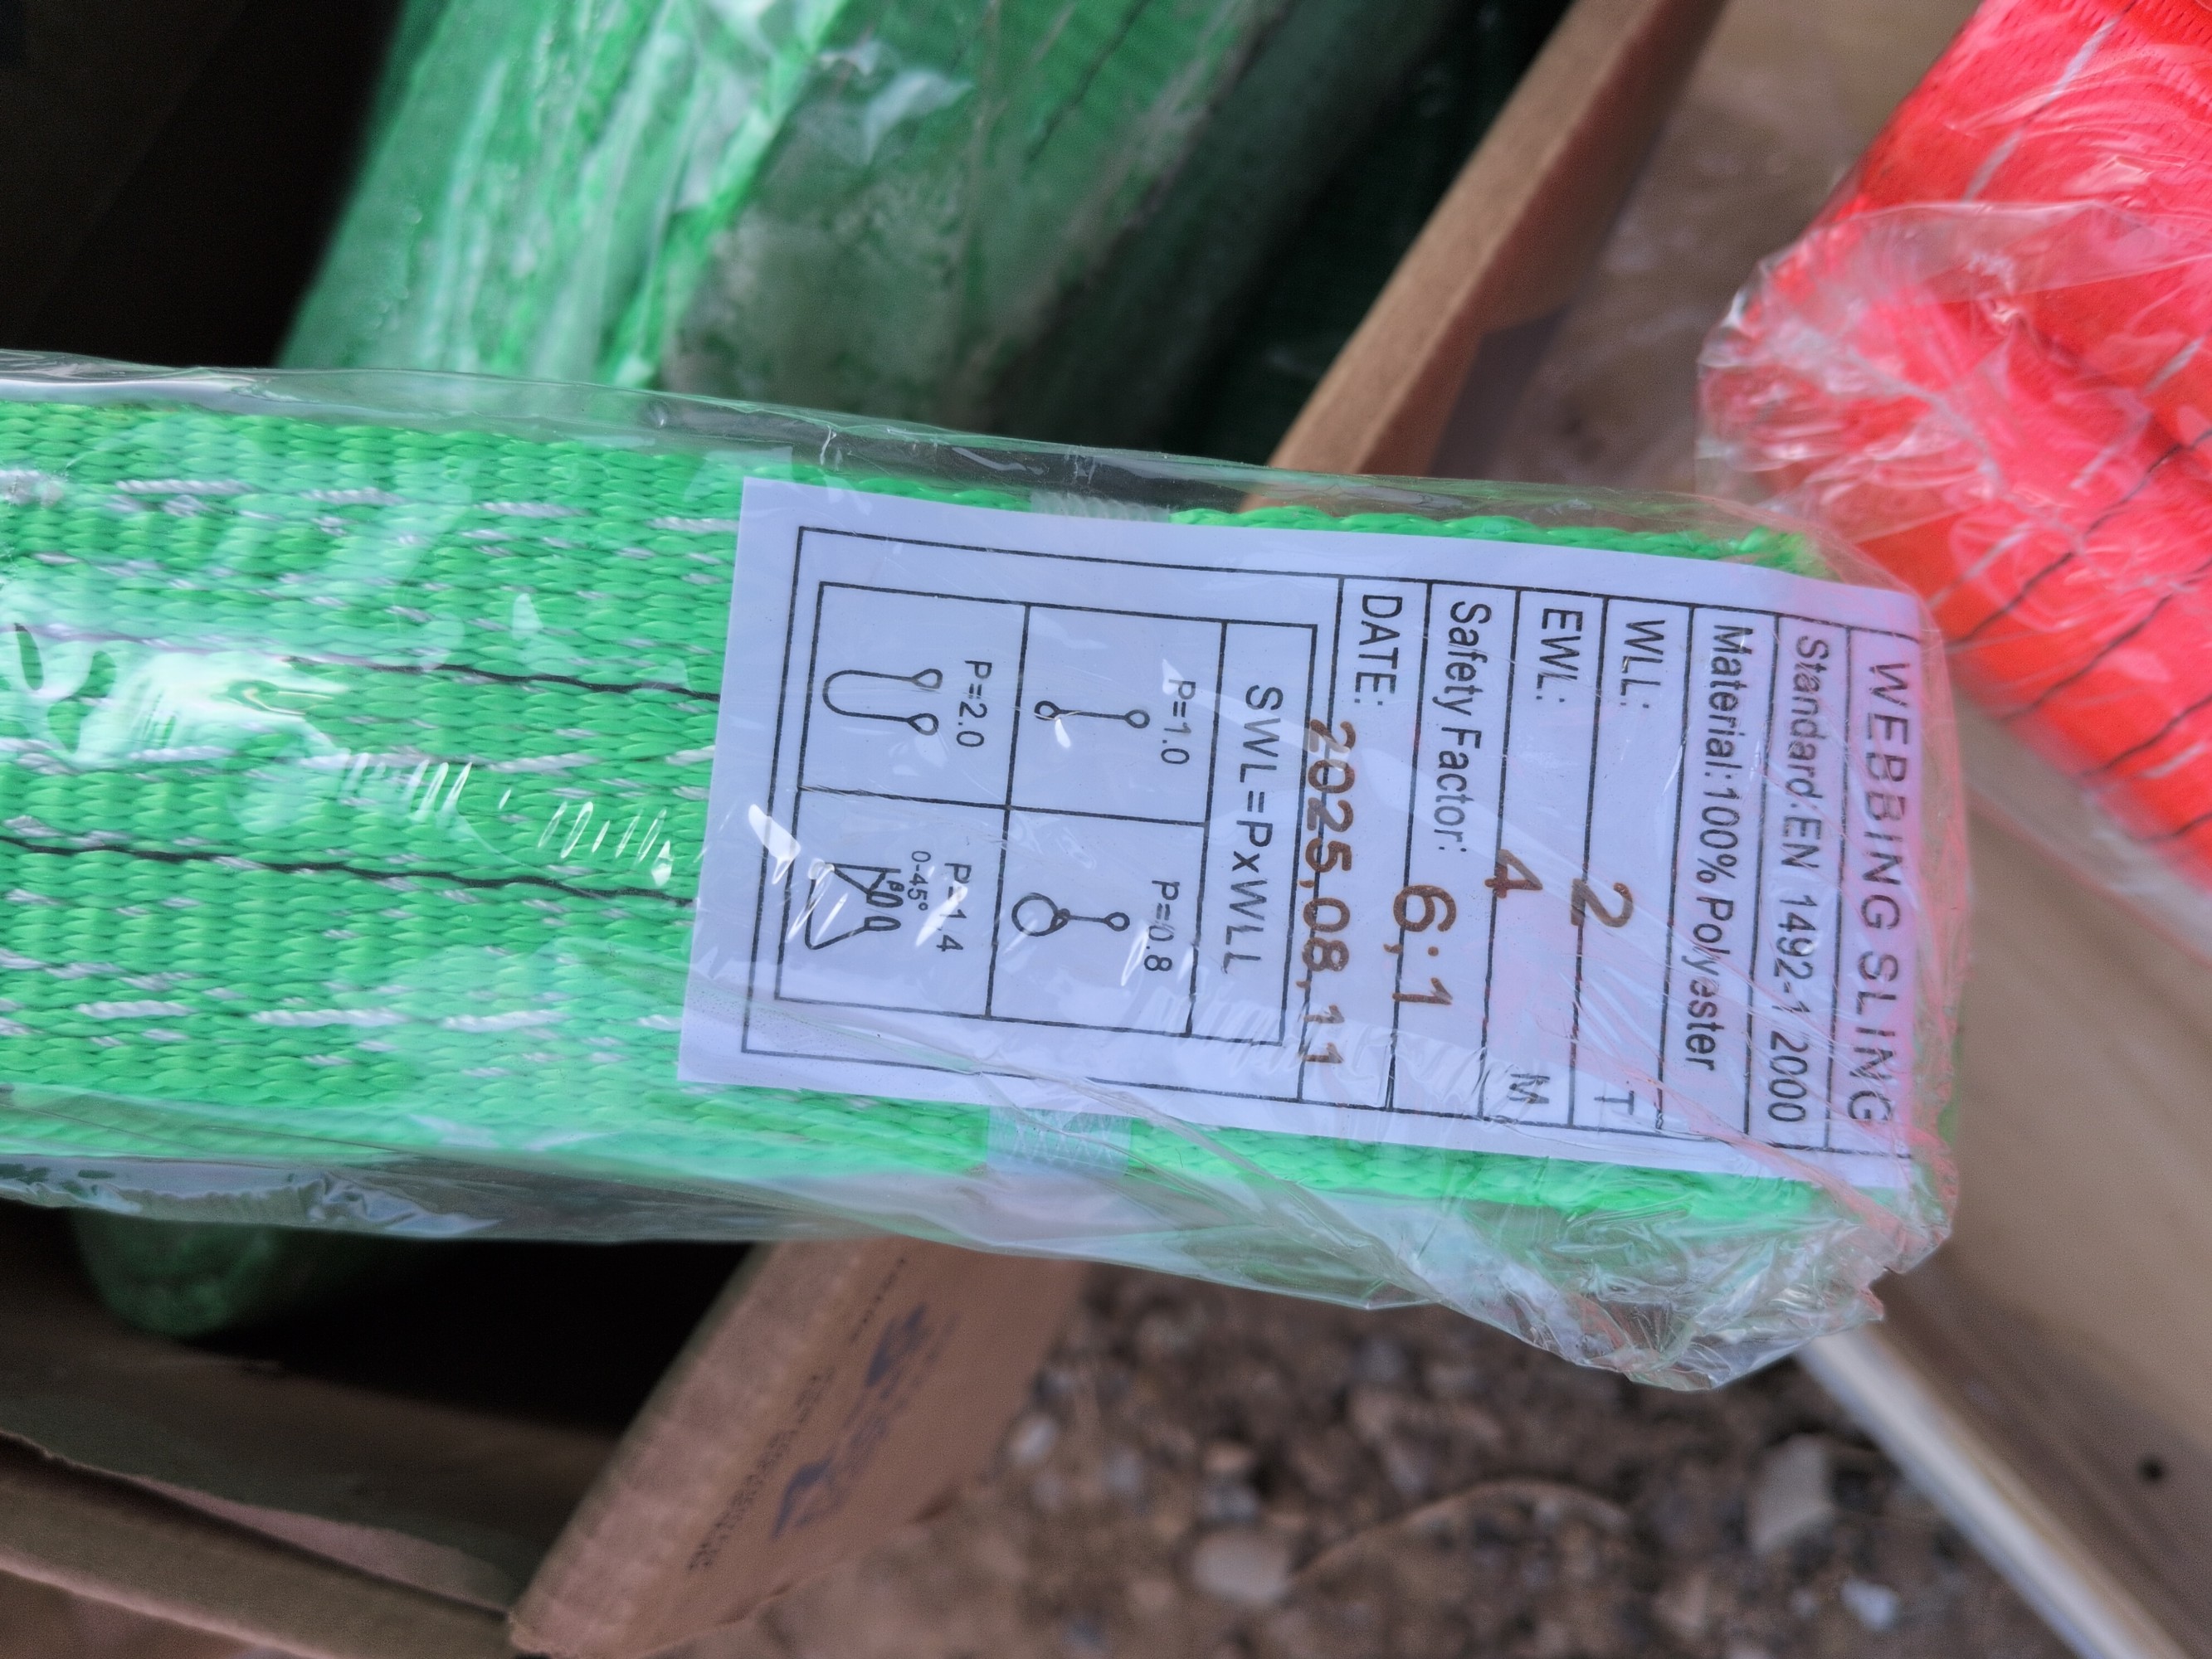 WEBBING SLING
Standard:EN 1492-1 2000
Material:100% Polyester
WLL: 2 T
EWL: 4 M
Safety Factor: 6:1
DATE: 2025,08,11
SWL=PxWLL
P=1.0 P=0.8
P=2.0 P=1.4
0-45°
β